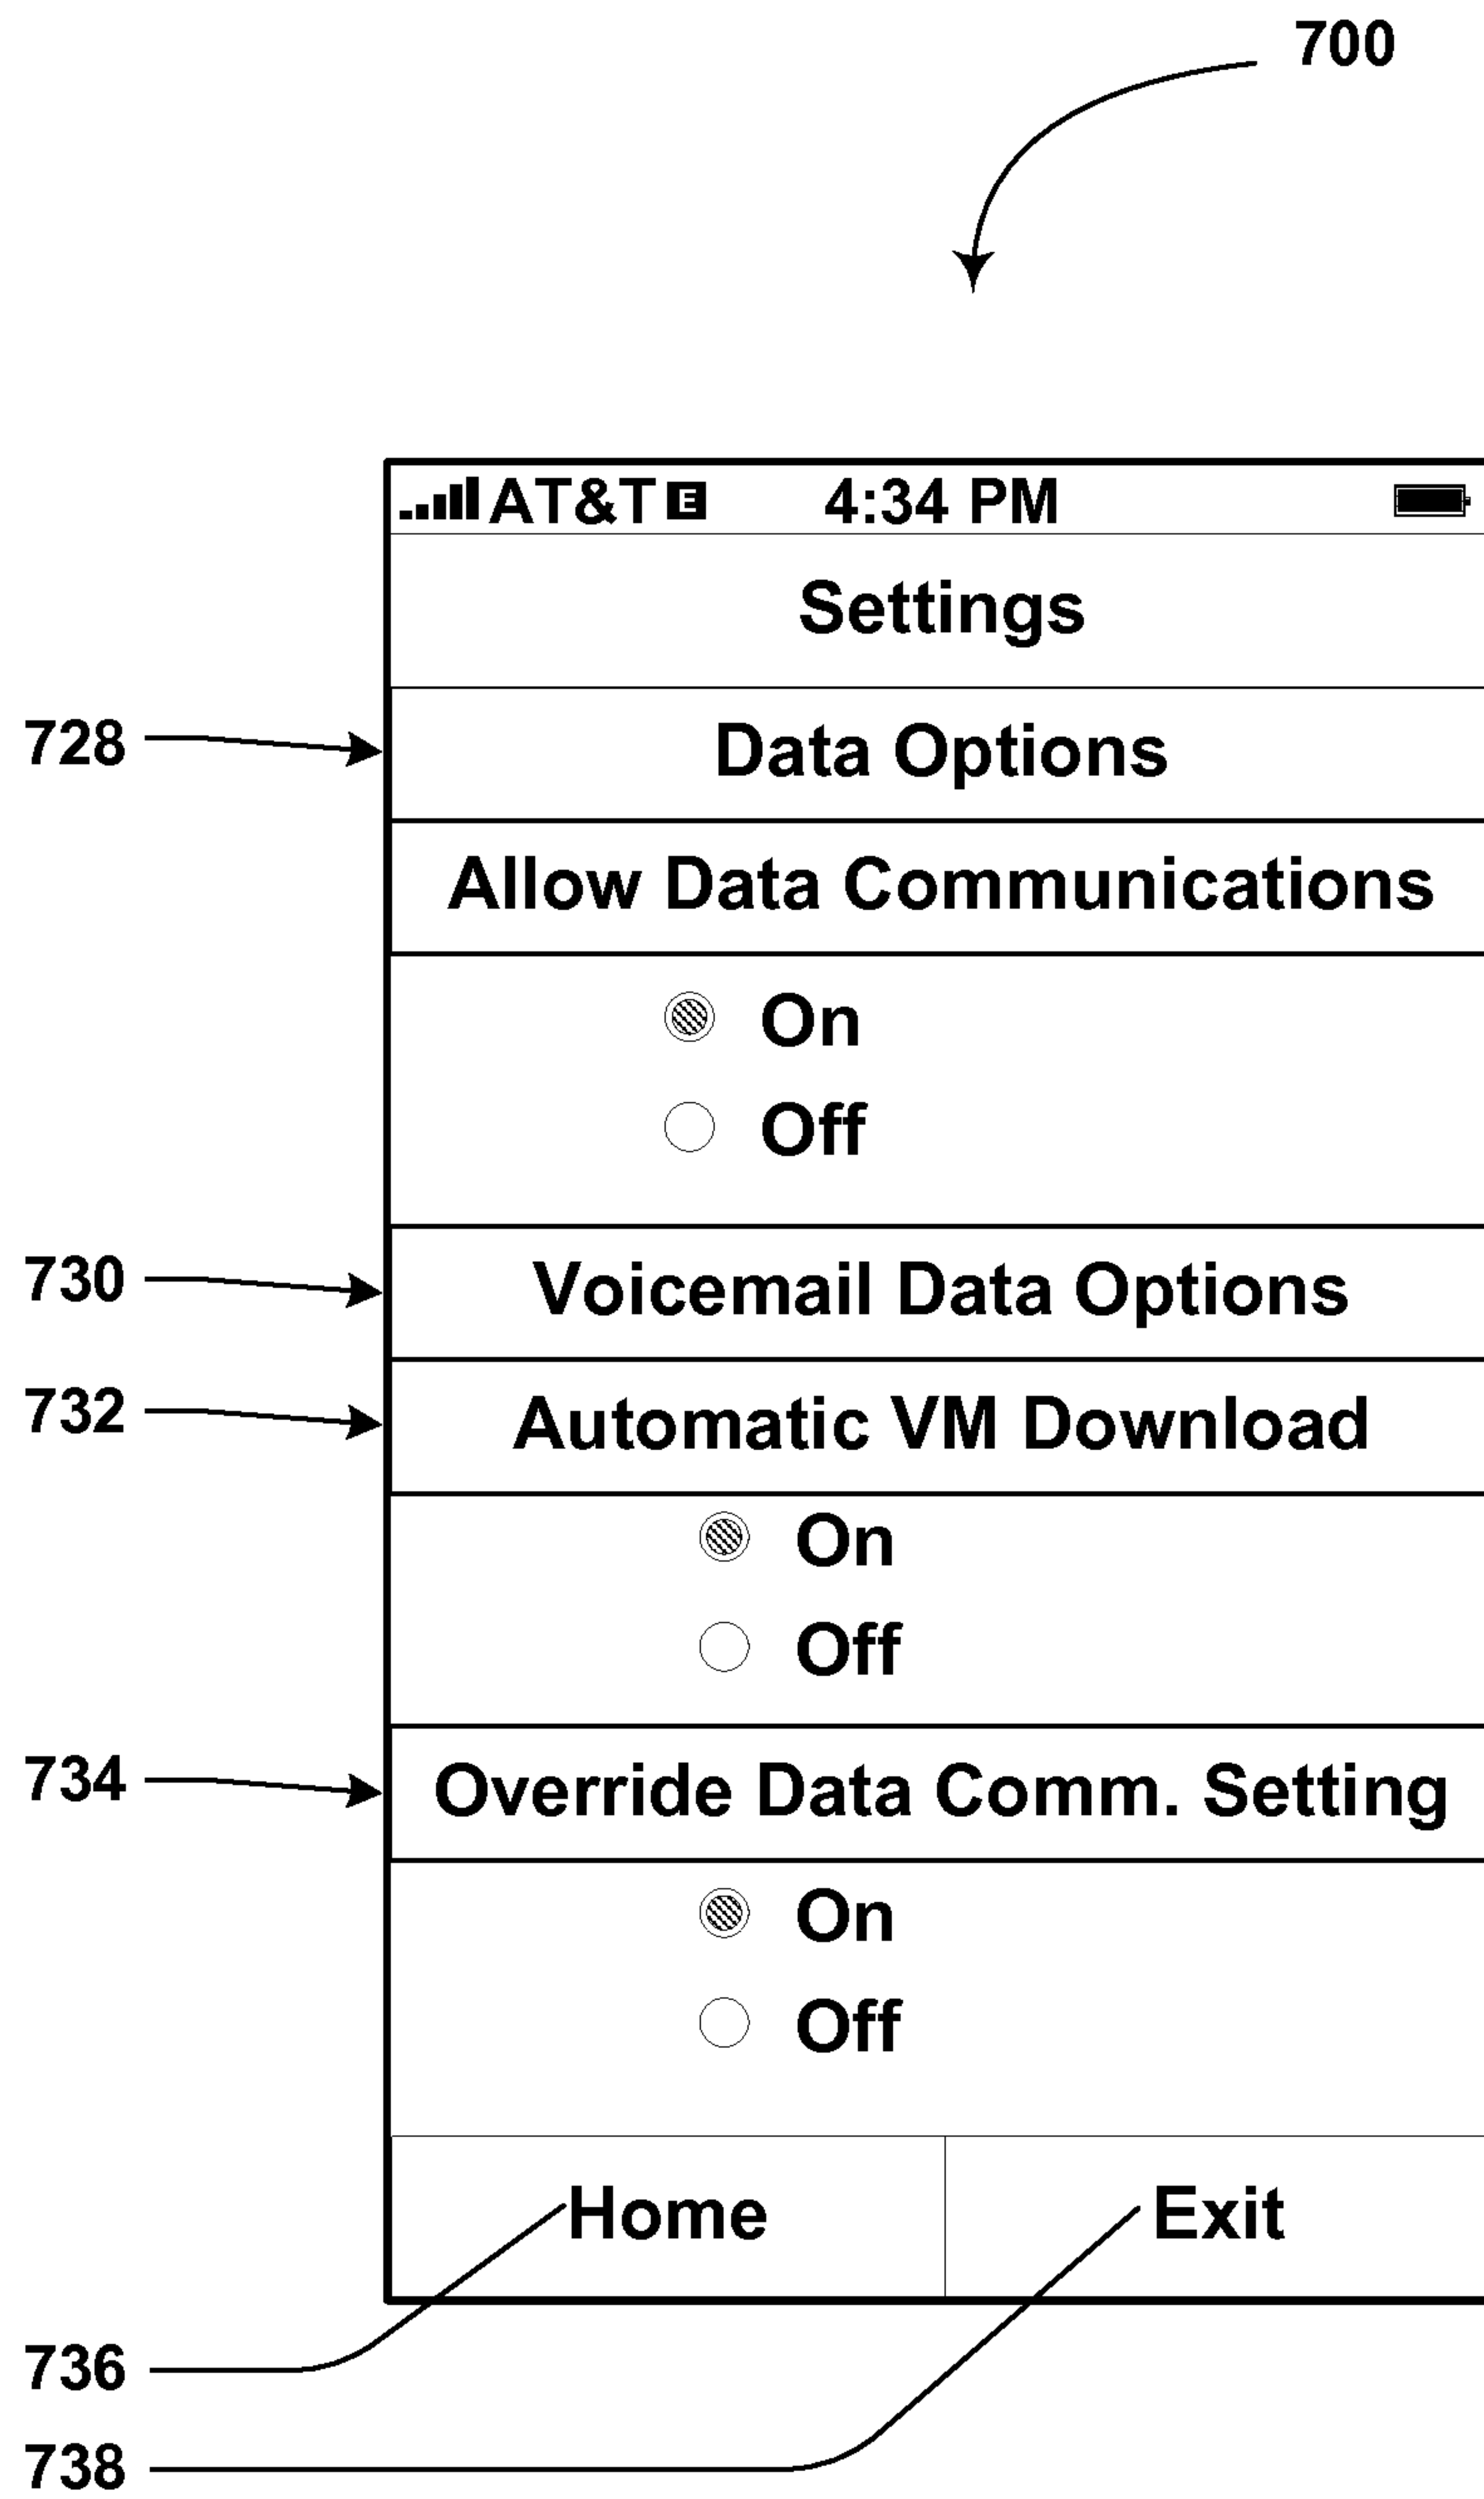 700
AT&T E 4:34 PM
Settings
728 Data Options
Allow Data Communications
On
Off
730 Voicemail Data Options
732 Automatic VM Download
On
Off
734 Override Data Comm. Setting
On
Off
Home Exit
736
738